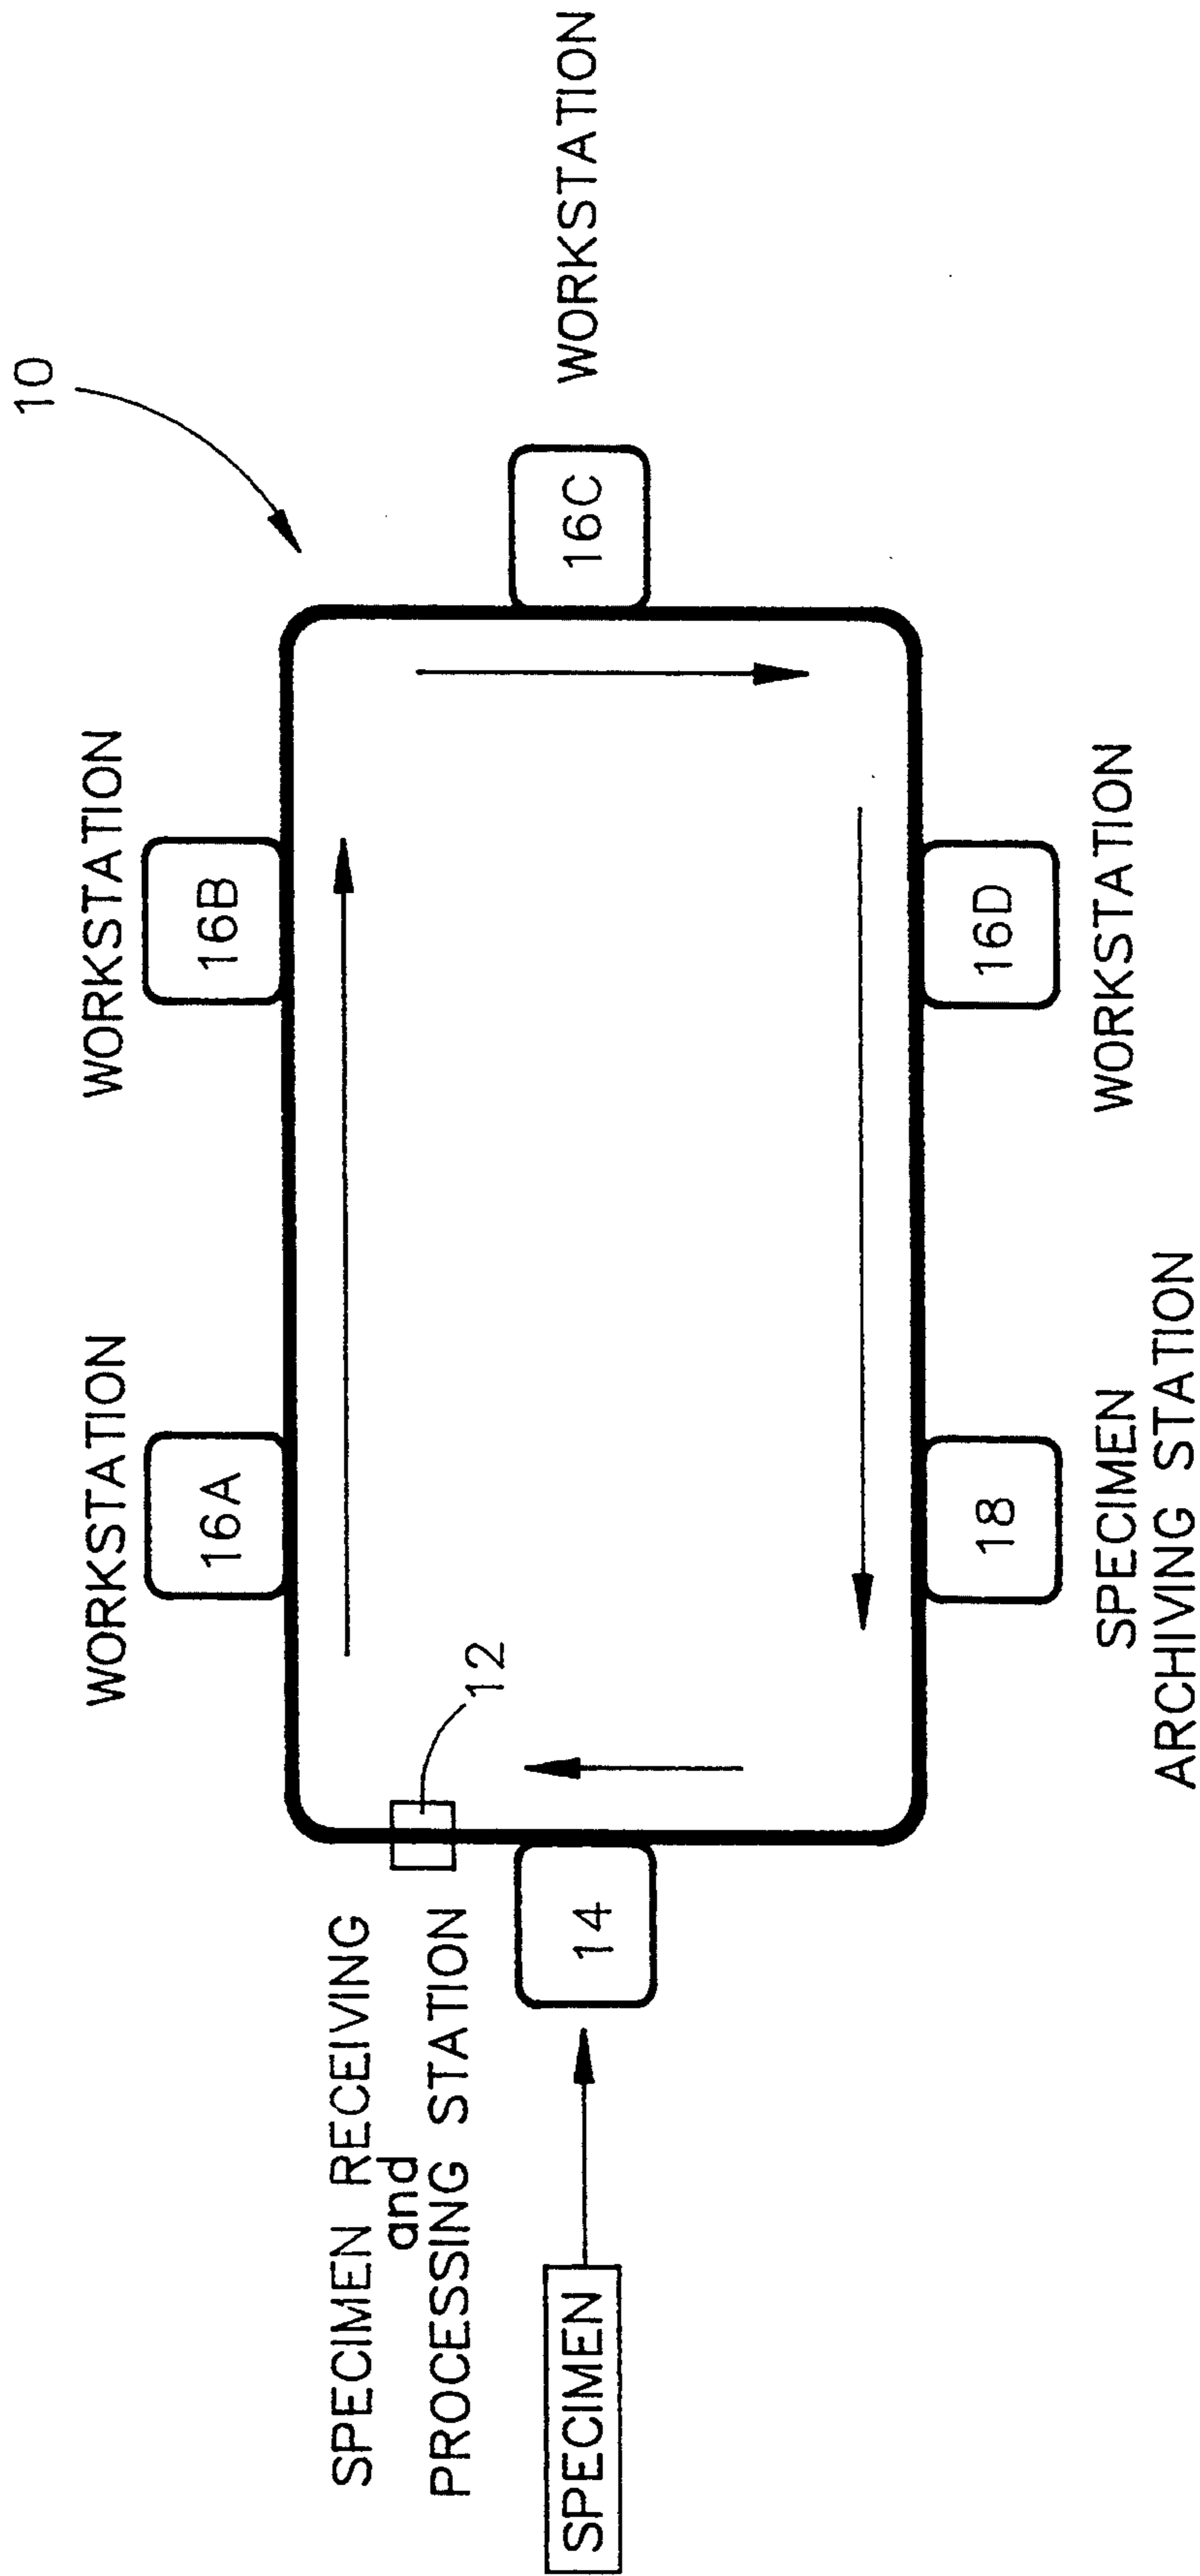 10
WORKSTATION
WORKSTATION
16A
16B
SPECIMEN RECEIVING
and
PROCESSING STATION
12
SPECIMEN
14
16C
WORKSTATION
18
16D
SPECIMEN
ARCHIVING STATION
WORKSTATION